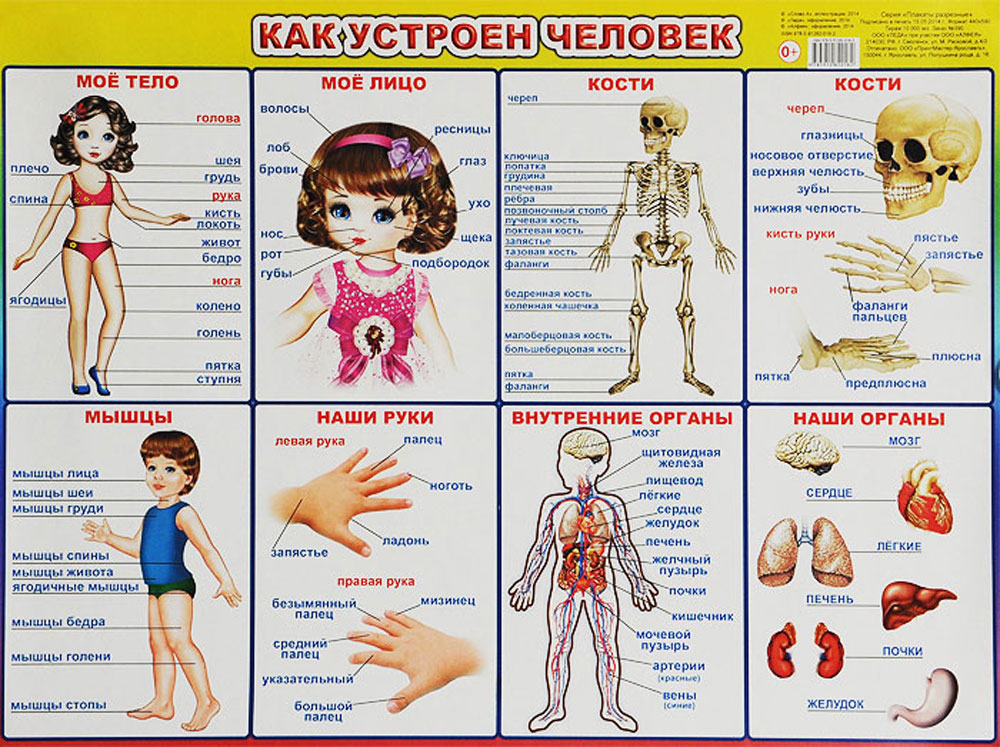 КАК УСТРОЕН ЧЕЛОВЕК
0+
МОЁ ТЕЛО
голова
шея
плечо
грудь
рука
спина
кисть
локоть
живот
бедро
нога
ягодицы
колено
голень
пятка
ступня
МОЁ ЛИЦО
волосы
ресницы
лоб
глаз
брови
ухо
нос
щека
рот
подбородок
губы
КОСТИ
череп
ключица
лопатка
грудина
плечевая
рёбра
позвоночный столб
лучевая кость
локтевая кость
запястье
тазовая кость
фаланги
бедренная кость
коленная чашечка
малоберцовая кость
большеберцовая кость
пятка
фаланги
КОСТИ
череп
глазницы
носовое отверстие
верхняя челюсть
зубы
нижняя челюсть
кисть руки
пястье
запястье
нога
фаланги
пальцев
плюсна
пятка
предплюсна
МЫШЦЫ
мышцы лица
мышцы шеи
мышцы груди
мышцы спины
мышцы живота
ягодичные мышцы
мышцы бедра
мышцы голени
мышцы стопы
НАШИ РУКИ
левая рука
палец
ноготь
ладонь
запястье
правая рука
безымянный
палец
мизинец
средний
палец
указательный
большой
палец
ВНУТРЕННИЕ ОРГАНЫ
мозг
щитовидная
железа
пищевод
лёгкие
сердце
желудок
печень
желчный
пузырь
почки
кишечник
мочевой
пузырь
артерии
(красные)
вены
(синие)
НАШИ ОРГАНЫ
МОЗГ
СЕРДЦЕ
ЛЁГКИЕ
ПЕЧЕНЬ
ПОЧКИ
ЖЕЛУДОК